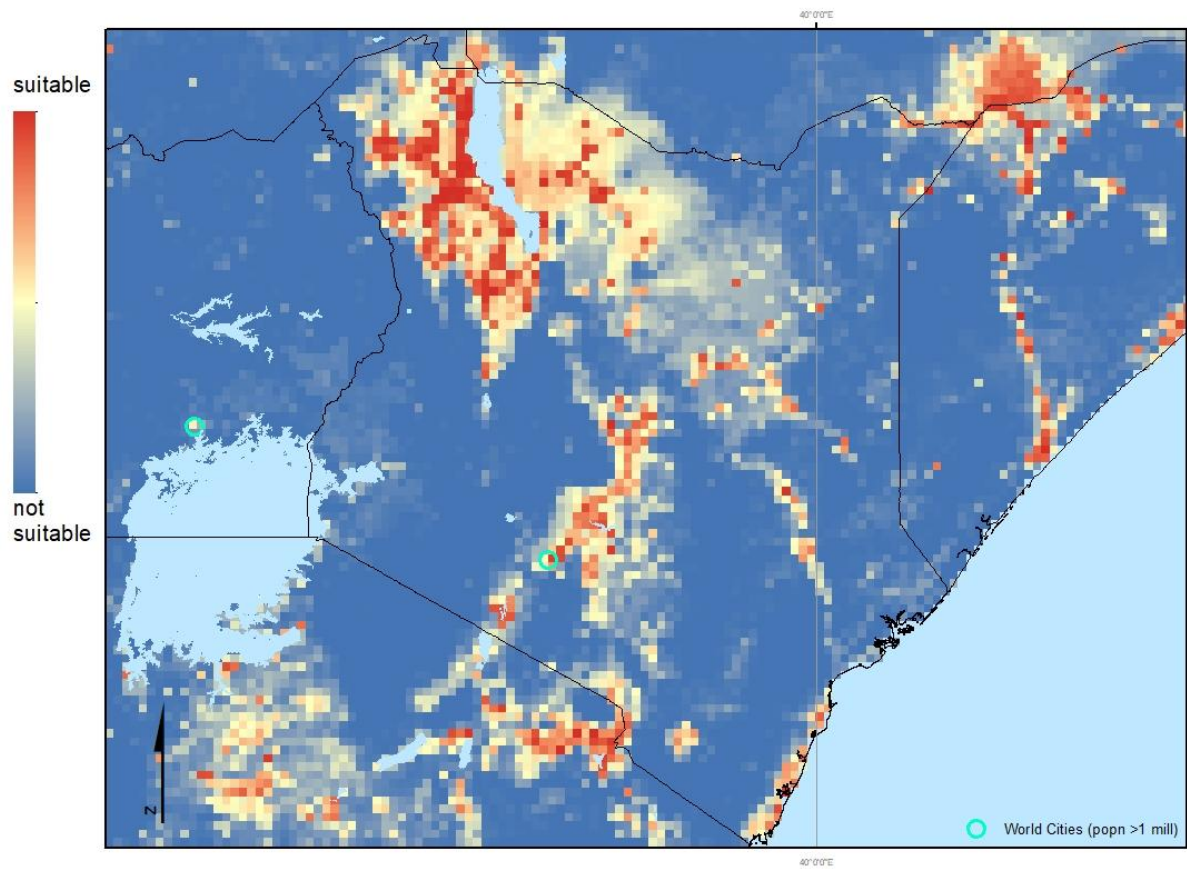 40°0'0"E
suitable
not
suitable
N
World Cities (popn >1 mill)
40°0'0"E